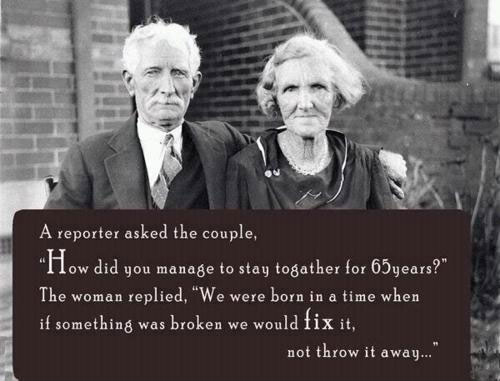 A reporter asked the couple,
“How did you manage to stay togather for 65years?”
The woman replied, “We were born in a time when
if something was broken we would fix it,
not throw it away...”